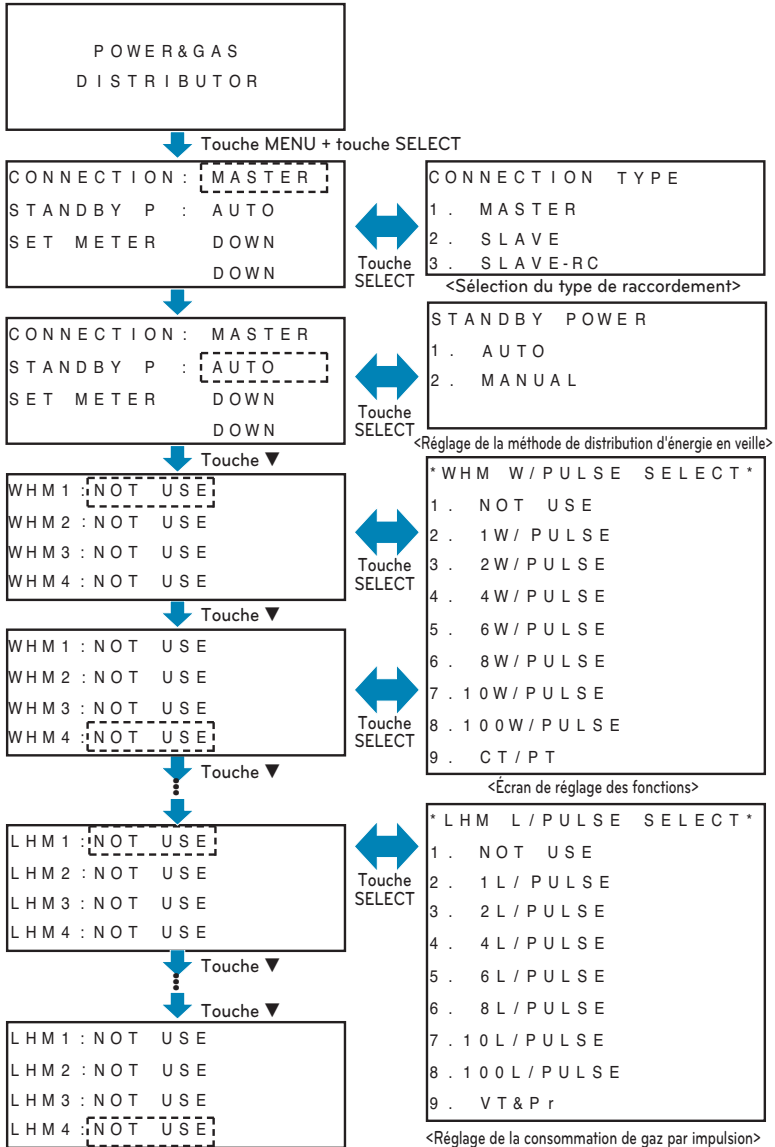 POWER&GAS
DISTRIBUTOR
Touche MENU + touche SELECT
CONNECTION: MASTER
STANDBY P : AUTO
SET METER DOWN
DOWN
Touche
SELECT
CONNECTION TYPE
1. MASTER
2. SLAVE
3. SLAVE-RC
<Sélection du type de raccordement>
CONNECTION: MASTER
STANDBY P : AUTO
SET METER DOWN
DOWN
Touche
SELECT
STANDBY POWER
1. AUTO
2. MANUAL
<Réglage de la méthode de distribution d'énergie en veille>
Touche ▼
WHM1:NOT USE
WHM2:NOT USE
WHM3:NOT USE
WHM4:NOT USE
Touche
SELECT
Touche ▼
WHM1:NOT USE
WHM2:NOT USE
WHM3:NOT USE
WHM4:NOT USE
Touche
SELECT
*WHM W/PULSE SELECT*
1. NOT USE
2. 1W/ PULSE
3. 2W/PULSE
4. 4W/PULSE
5. 6W/PULSE
6. 8W/PULSE
7.10W/PULSE
8.100W/PULSE
9. CT/PT
<Écran de réglage des fonctions>
Touche ▼
LHM1:NOT USE
LHM2:NOT USE
LHM3:NOT USE
LHM4:NOT USE
Touche
SELECT
Touche ▼
Touche ▼
LHM1:NOT USE
LHM2:NOT USE
LHM3:NOT USE
LHM4:NOT USE
*LHM L/PULSE SELECT*
1. NOT USE
2. 1L/ PULSE
3. 2L/PULSE
4. 4L/PULSE
5. 6L/PULSE
6. 8L/PULSE
7.10L/PULSE
8.100L/PULSE
9. VT&Pr
<Réglage de la consommation de gaz par impulsion>